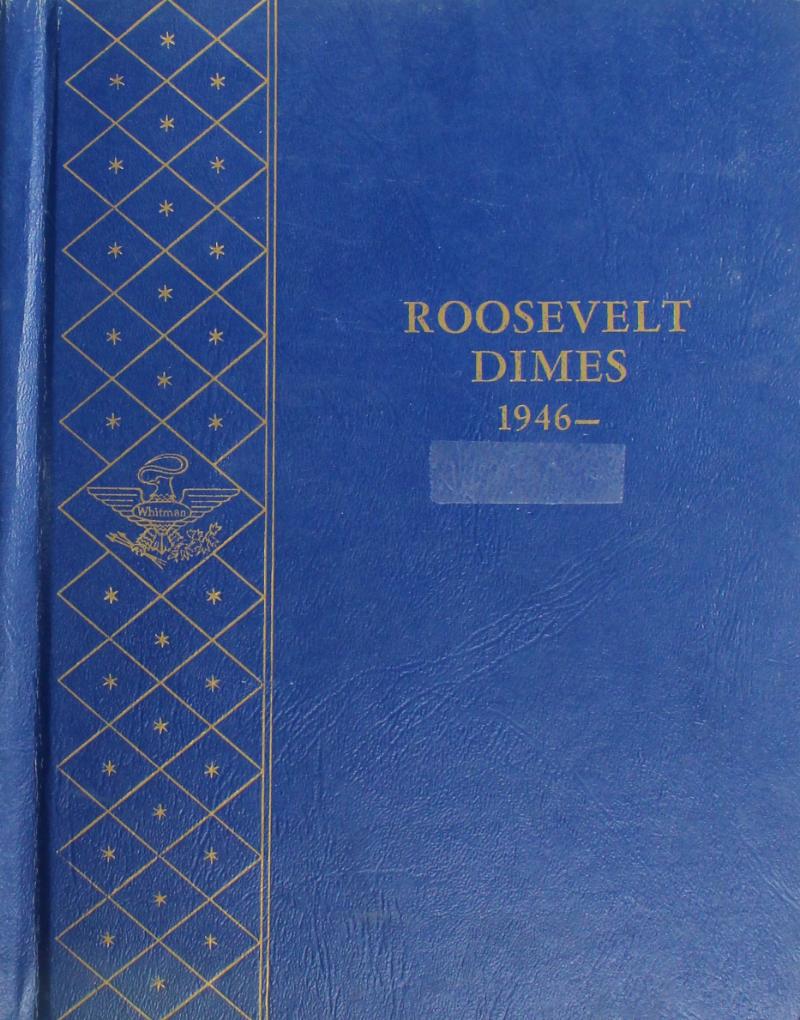 ROOSEVELT
DIMES
1946–
Whitman